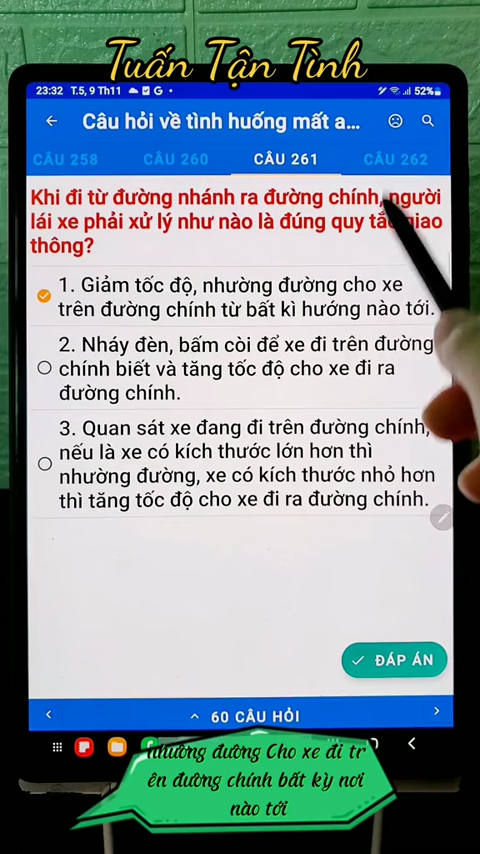 Tuấn Tận Tình
23:32 T.5, 9 Th11 G 52%
Câu hỏi về tình huống mất a...
CÂU 258 CÂU 260 CÂU 261 CÂU 262
Khi đi từ đường nhánh ra đường chính, người
lái xe phải xử lý như nào là đúng quy tắc giao
thông?
1. Giảm tốc độ, nhường đường cho xe
trên đường chính từ bất kì hướng nào tới.
2. Nháy đèn, bấm còi để xe đi trên đường
chính biết và tăng tốc độ cho xe đi ra
đường chính.
3. Quan sát xe đang đi trên đường chính,
nếu là xe có kích thước lớn hơn thì
nhường đường, xe có kích thước nhỏ hơn
thì tăng tốc độ cho xe đi ra đường chính.
ĐÁP ÁN
60 CÂU HỎI
nhường đường Cho xe đi tr
ên đường chính bất kỳ nơi
nào tới